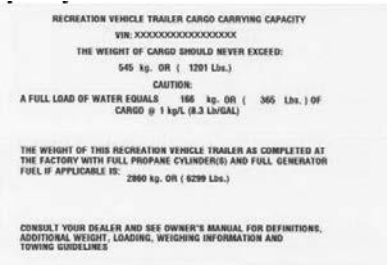 RECREATION VEHICLE TRAILER CARGO CARRYING CAPACITY
VIN: XXXXXXXXXXXXXXXXX
THE WEIGHT OF CARGO SHOULD NEVER EXCEED:
545 kg. OR ( 1201 Lbs.)
CAUTION:
A FULL LOAD OF WATER EQUALS 166 kg. OR ( 365 Lbs. ) OF
CARGO @ 1 kg/L (8.3 Lb/GAL)
THE WEIGHT OF THIS RECREATION VEHICLE TRAILER AS COMPLETED AT
THE FACTORY WITH FULL PROPANE CYLINDER(S) AND FULL GENERATOR
FUEL IF APPLICABLE IS:
2860 kg. OR ( 6299 Lbs.)
CONSULT YOUR DEALER AND SEE OWNER'S MANUAL FOR DEFINITIONS,
ADDITIONAL WEIGHT, LOADING, WEIGHING INFORMATION AND
TOWING GUIDELINES